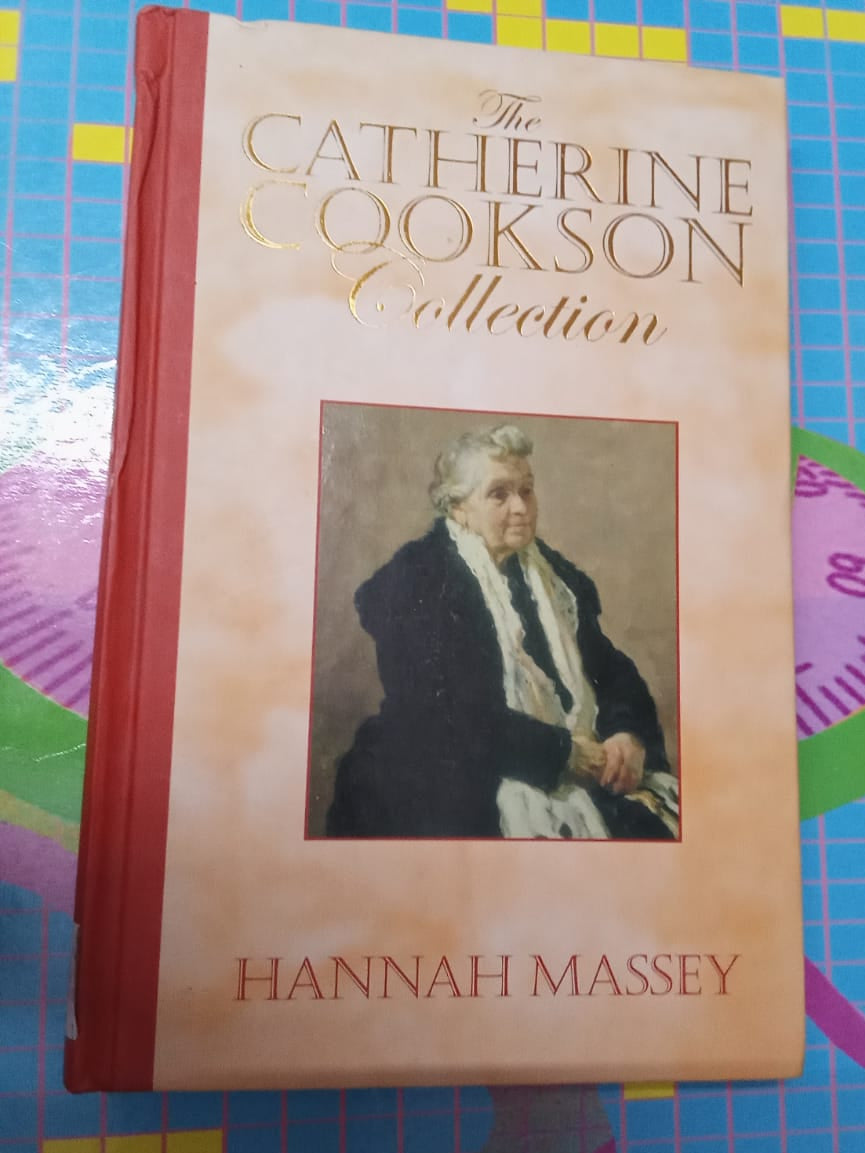 The
CATHERINE
COOKSON
Collection
HANNAH MASSEY